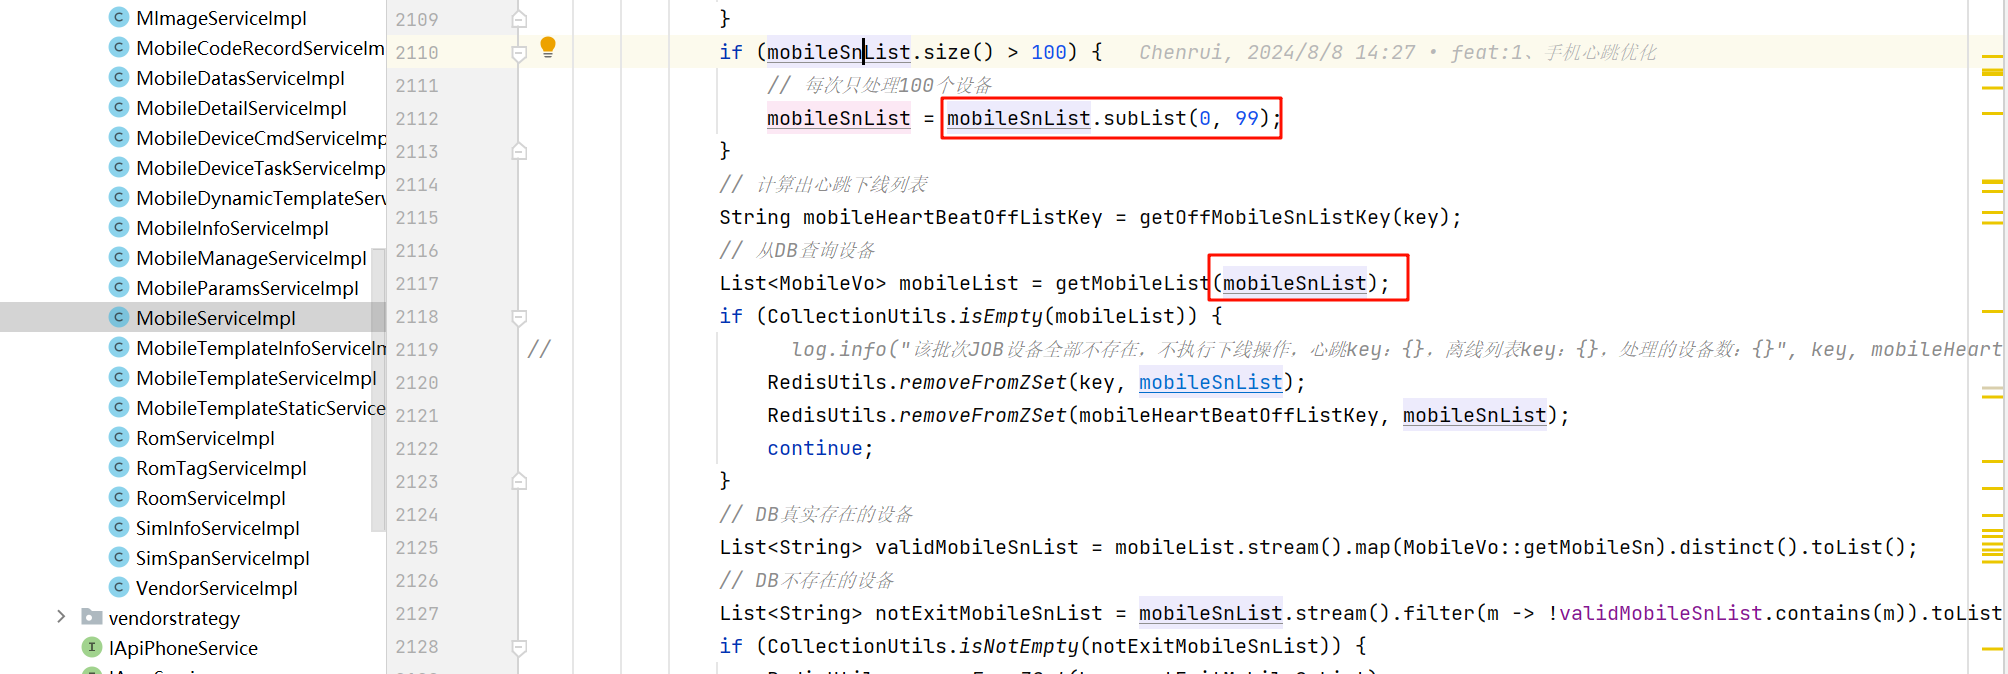 MImageServiceImpl
MobileCodeRecordServiceIm
MobileDatasServiceImpl
MobileDetailServiceImpl
MobileDeviceCmdServiceImp
MobileDeviceTaskServiceImp
MobileDynamicTemplateServ
MobileInfoServiceImpl
MobileManageServiceImpl
MobileParamsServiceImpl
MobileServiceImpl
MobileTemplateInfoServiceIm
MobileTemplateServiceImpl
MobileTemplateStaticService
RomServiceImpl
RomTagServiceImpl
RoomServiceImpl
SimInfoServiceImpl
SimSpanServiceImpl
VendorServiceImpl
vendorstrategy
IApiPhoneService
2109 }
2110 if (mobileSnList.size() > 100) { Chenrui, 2024/8/8 14:27 • feat:1、手机心跳优化
2111 // 每次只处理100个设备
2112 mobileSnList = mobileSnList.subList(0, 99);
2113 }
2114 // 计算出心跳下线列表
2115 String mobileHeartBeatOffListKey = getOffMobileSnListKey(key);
2116 // 从DB查询设备
2117 List<MobileVo> mobileList = getMobileList(mobileSnList);
2118 if (CollectionUtils.isEmpty(mobileList)) {
2119 // log.info("该批次JOB设备全部不存在，不执行下线操作，心跳key：{}，离线列表key：{}，处理的设备数：{}", key, mobileHeart
2120 RedisUtils.removeFromZSet(key, mobileSnList);
2121 RedisUtils.removeFromZSet(mobileHeartBeatOffListKey, mobileSnList);
2122 continue;
2123 }
2124 // DB真实存在的设备
2125 List<String> validMobileSnList = mobileList.stream().map(MobileVo::getMobileSn).distinct().toList();
2126 // DB不存在的设备
2127 List<String> notExitMobileSnList = mobileSnList.stream().filter(m -> !validMobileSnList.contains(m)).toList
2128 if (CollectionUtils.isNotEmpty(notExitMobileSnList)) {